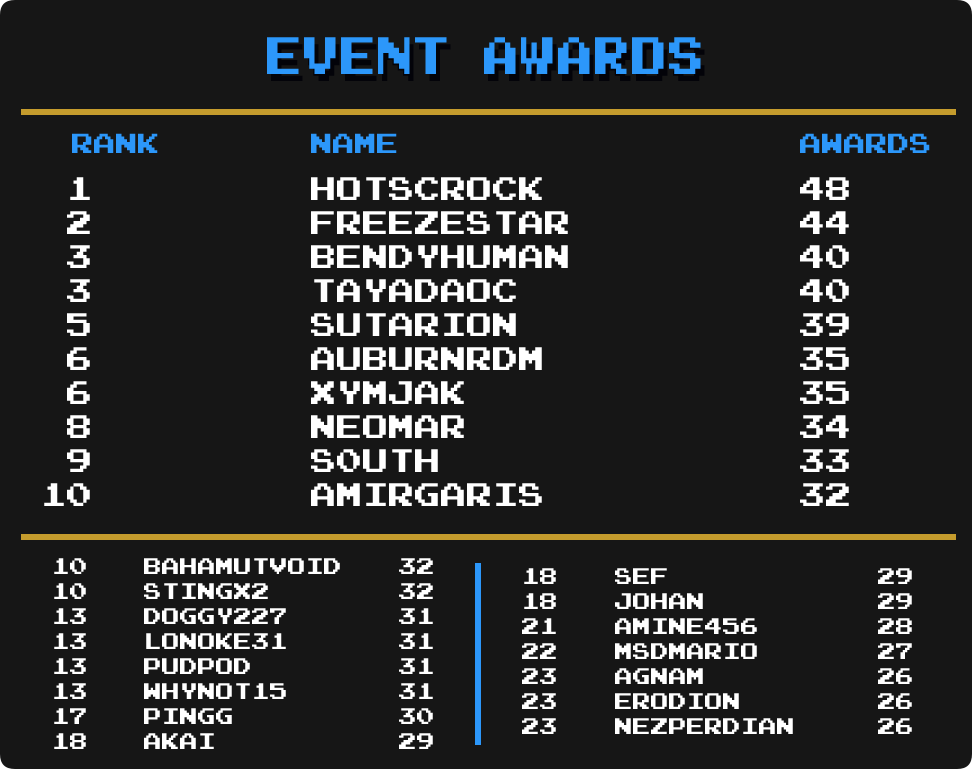 EVENT AWARDS
RANK NAME AWARDS
1 HOTSCROCK 48
2 FREEZESTAR 44
3 BENDYHUMAN 40
3 TAYADAOC 40
5 SUTARION 39
6 AUBURNRDM 35
6 XYMJAK 35
8 NEOMAR 34
9 SOUTH 33
10 AMIRGARIS 32
10 BAHAMUTVOID 32
10 STINGX2 32
13 DOGGY227 31
13 LONOKE31 31
13 PUDPOD 31
13 WHYNOT15 31
17 PINGG 30
18 AKAI 29
18 SEF 29
18 JOHAN 29
21 AMINE456 28
22 MSDMARIO 27
23 AGNAM 26
23 ERODION 26
23 NEZPERDIAN 26